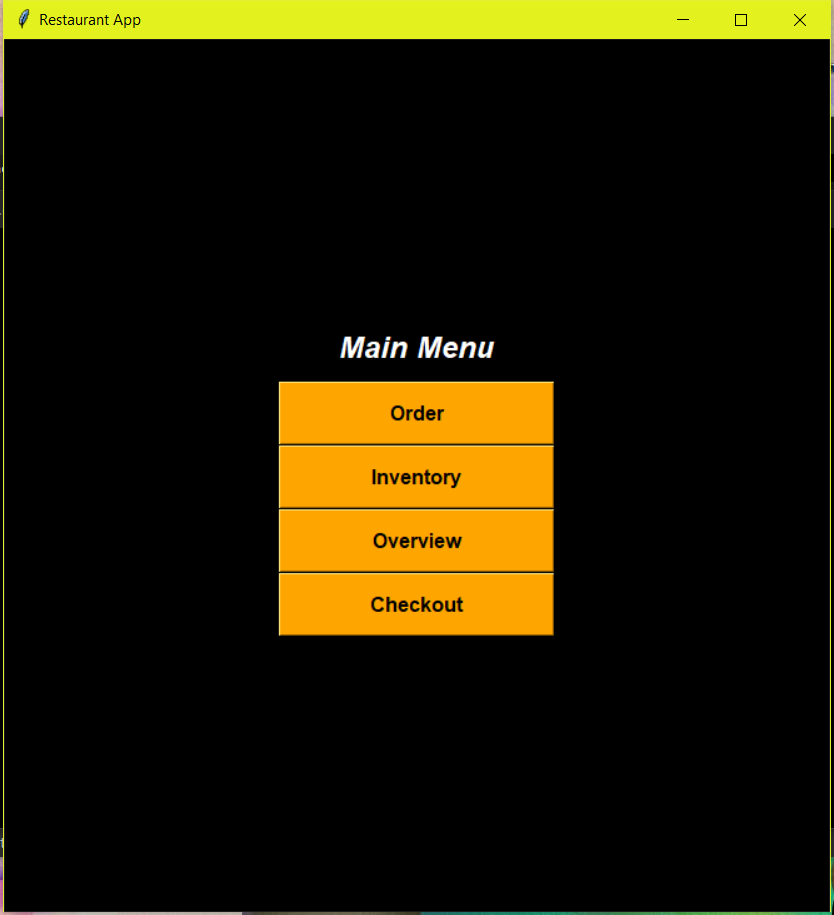 Restaurant App
Main Menu
Order
Inventory
Overview
Checkout